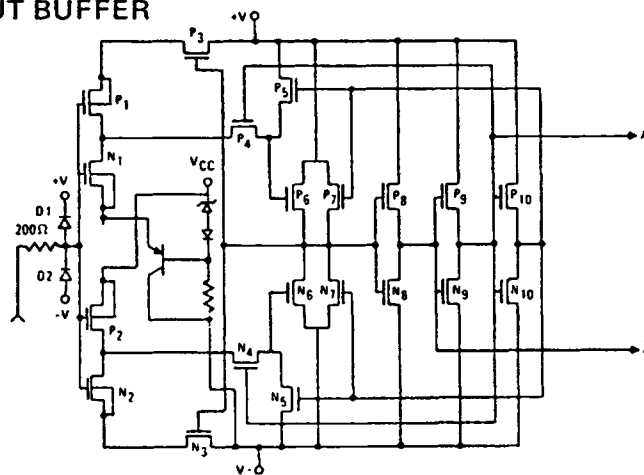 UT BUFFER
+V
P3
P1
P5
P4
A
N1
VCC
+V
P6
P7
P8
P9
P10
D1
200Ω
D2
-V
N6
N7
N8
N9
N10
P2
N4
N2
N5
N3
V-